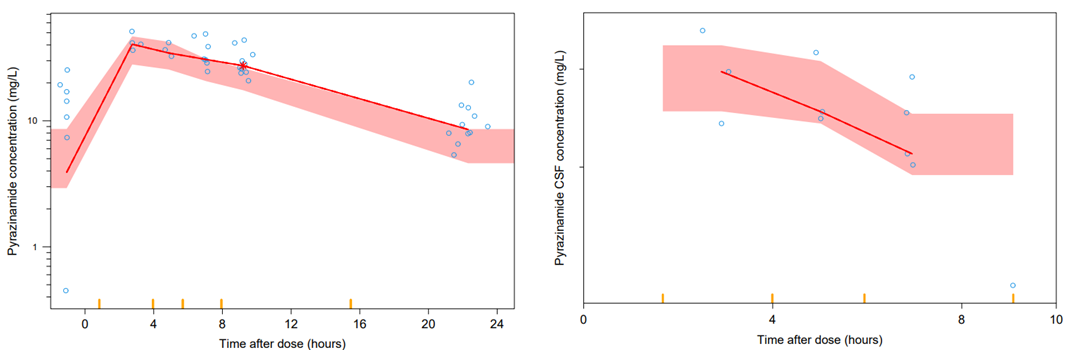 Pyrazinamide concentration (mg/L)
10
1
0 4 8 12 16 20 24
Time after dose (hours)
Pyrazinamide CSF concentration (mg/L)
0 4 8 10
Time after dose (hours)